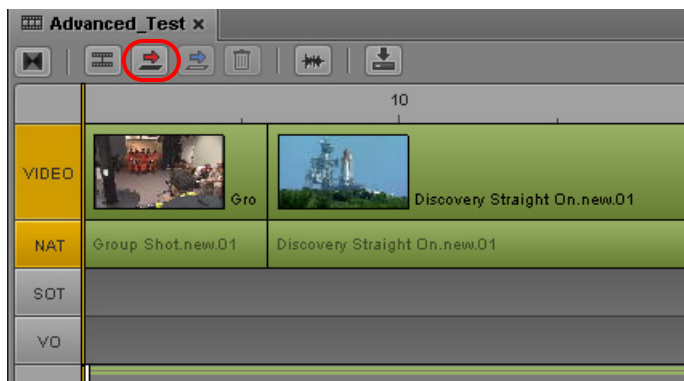 Advanced_Test ×
10
VIDEO
Gro
Discovery Straight On.new.01
NAT
Group Shot.new.01
Discovery Straight On.new.01
SOT
VO